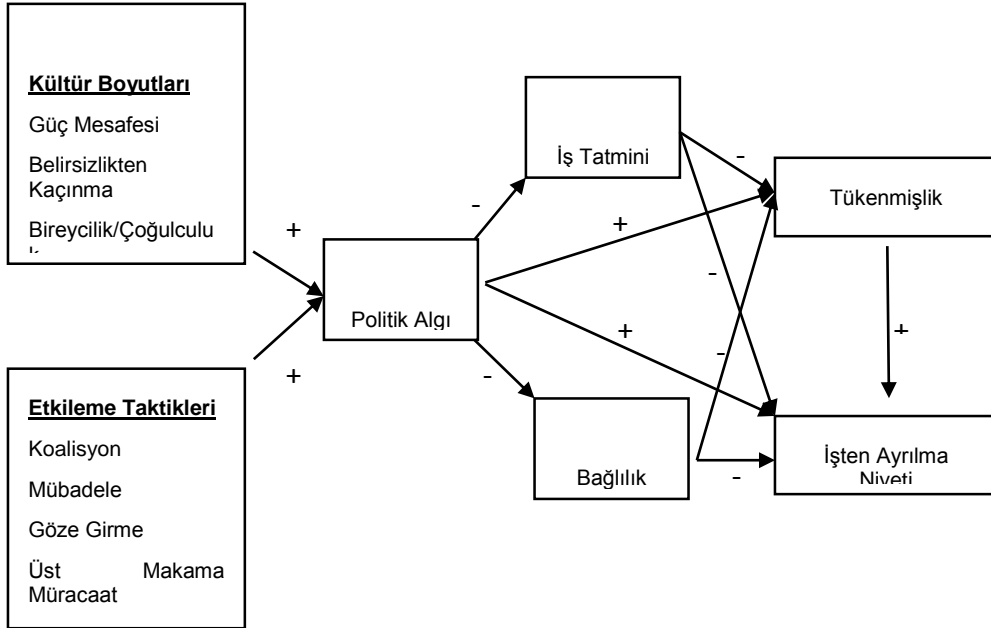 Kültür Boyutları
Güç Mesafesi
Belirsizlikten
Kaçınma
Bireycilik/Çoğulculu
k
+
Etkileme Taktikleri
Koalisyon
Mübadele
Göze Girme
Üst Makama
Müracaat
+
Politik Algı
-
-
İş Tatmini
Bağlılık
+
+
-
-
-
-
Tükenmişlik
+
İşten Ayrılma
Niyeti